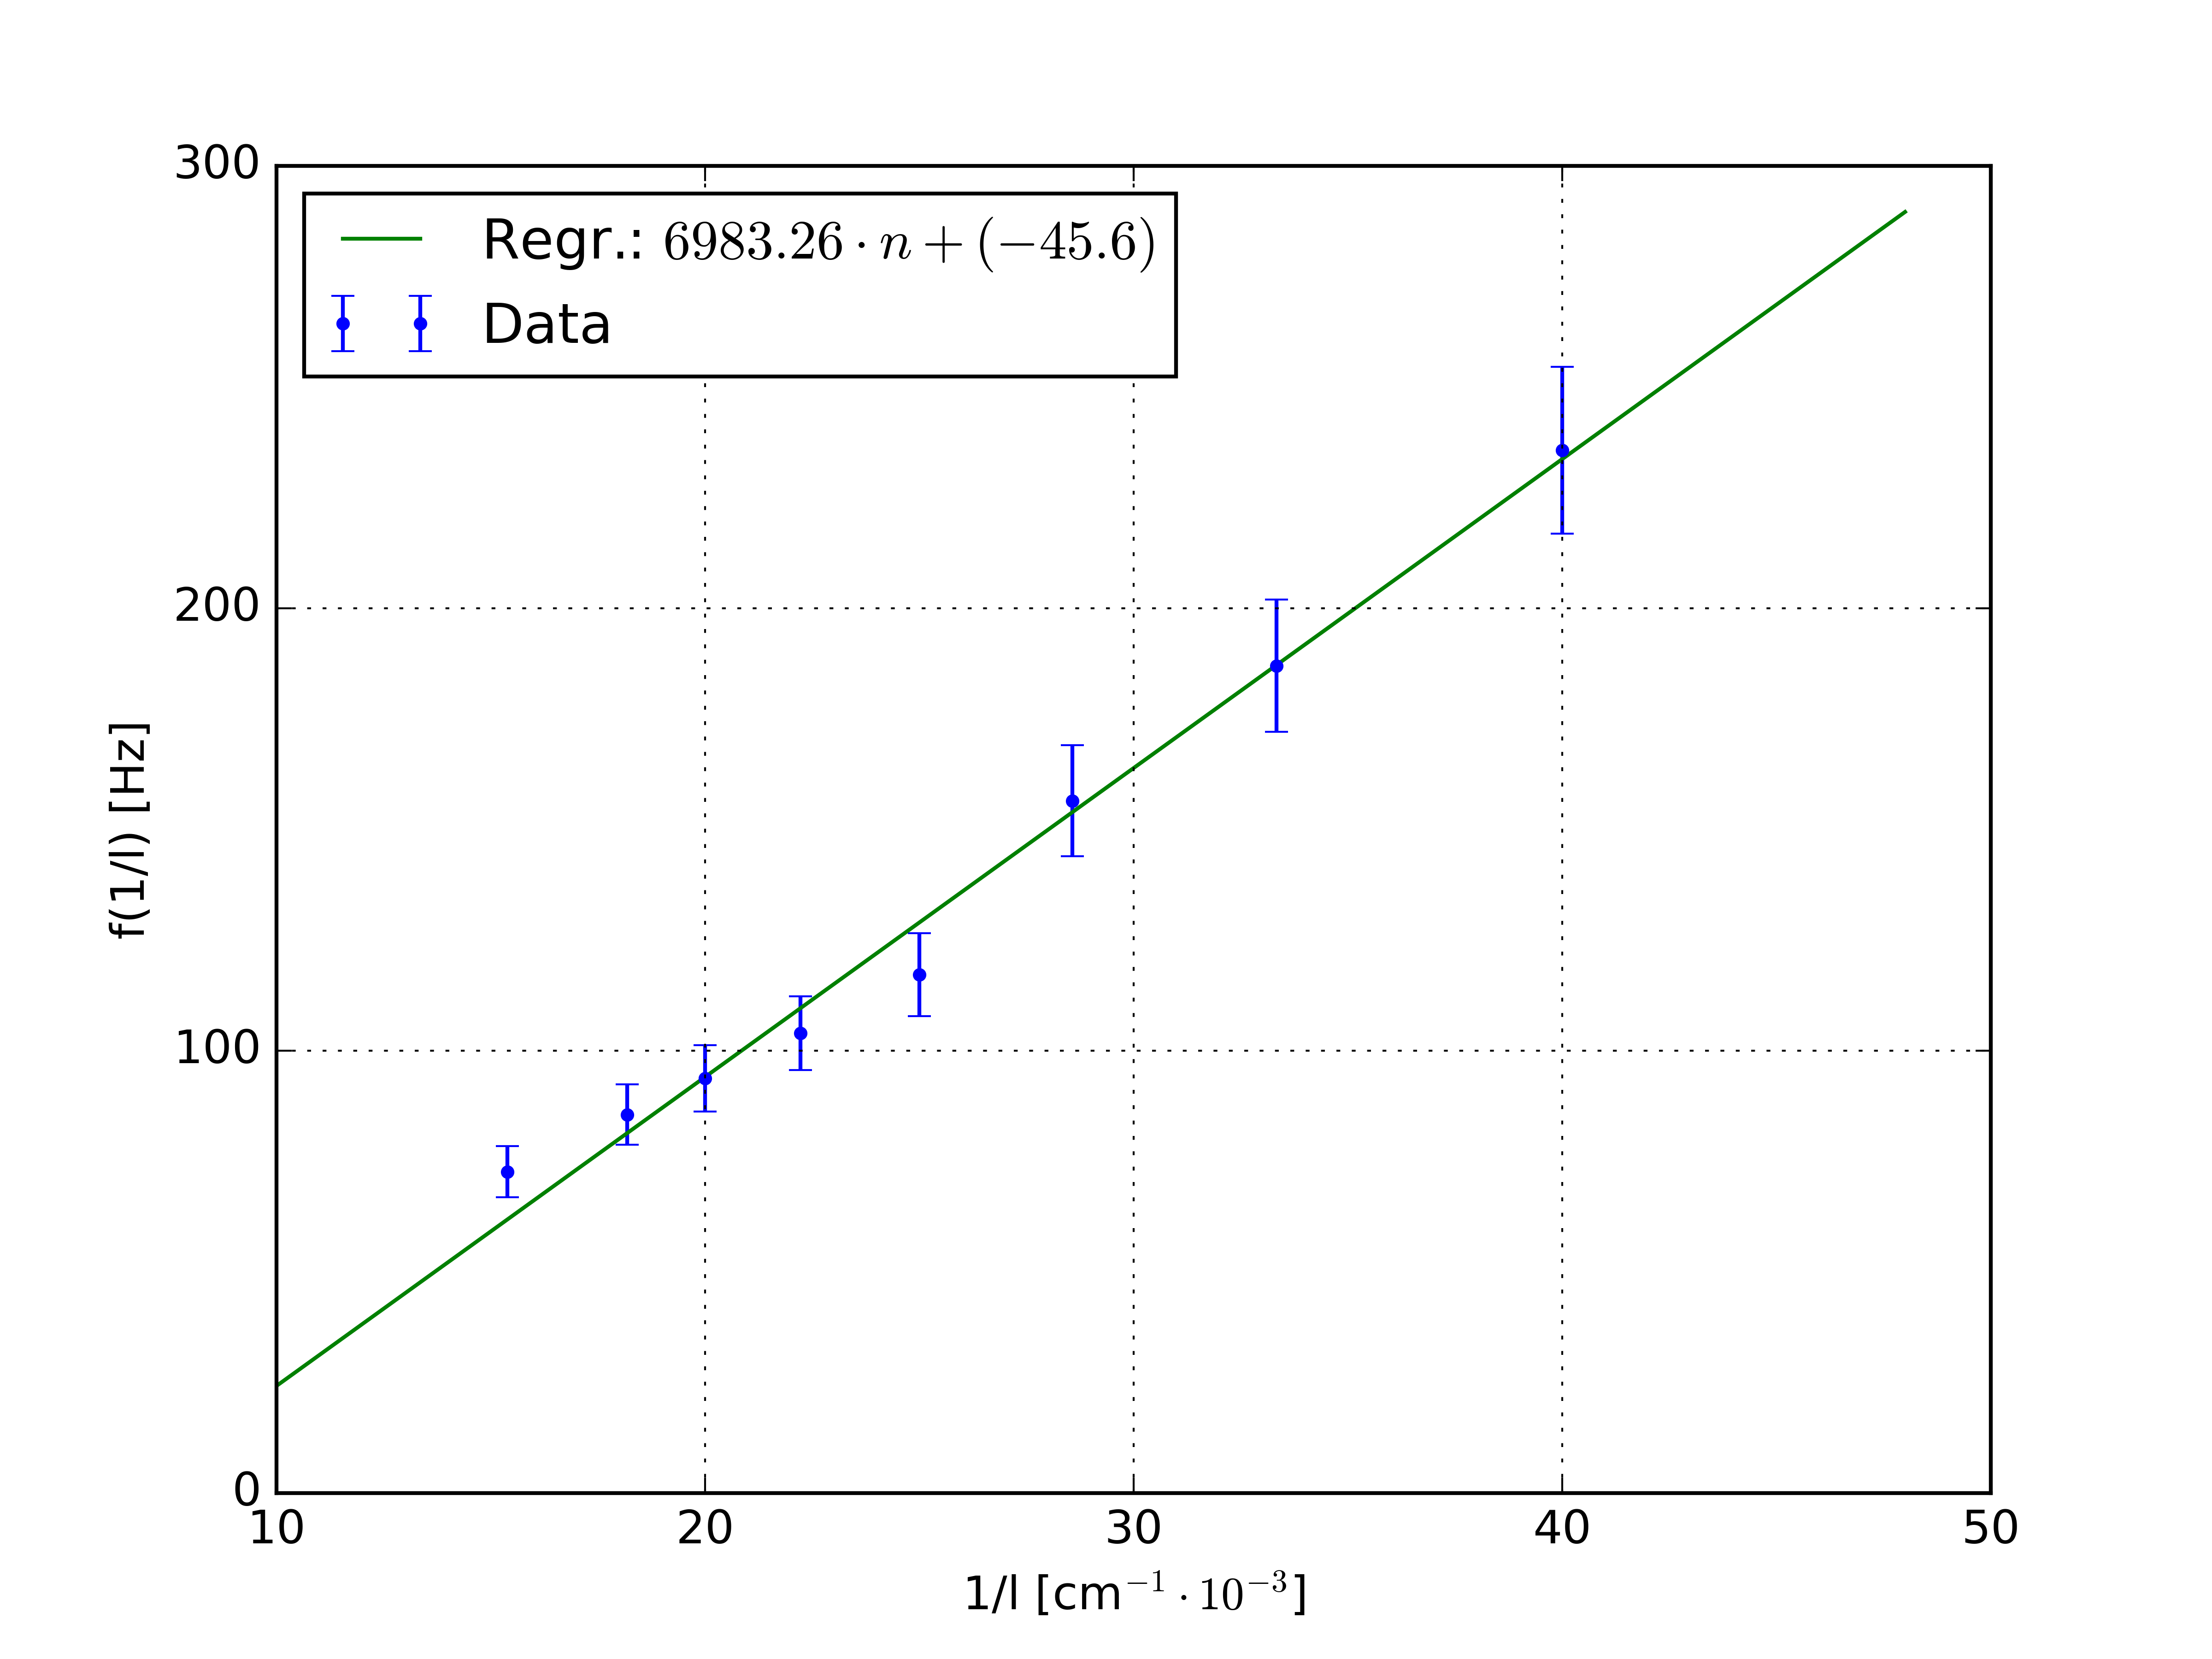 300
200
100
0
f(1/l) [Hz]
Regr.: 6983.26 · n + (−45.6)
Data
10 20 30 40 50
1/l [cm⁻¹ · 10⁻³]